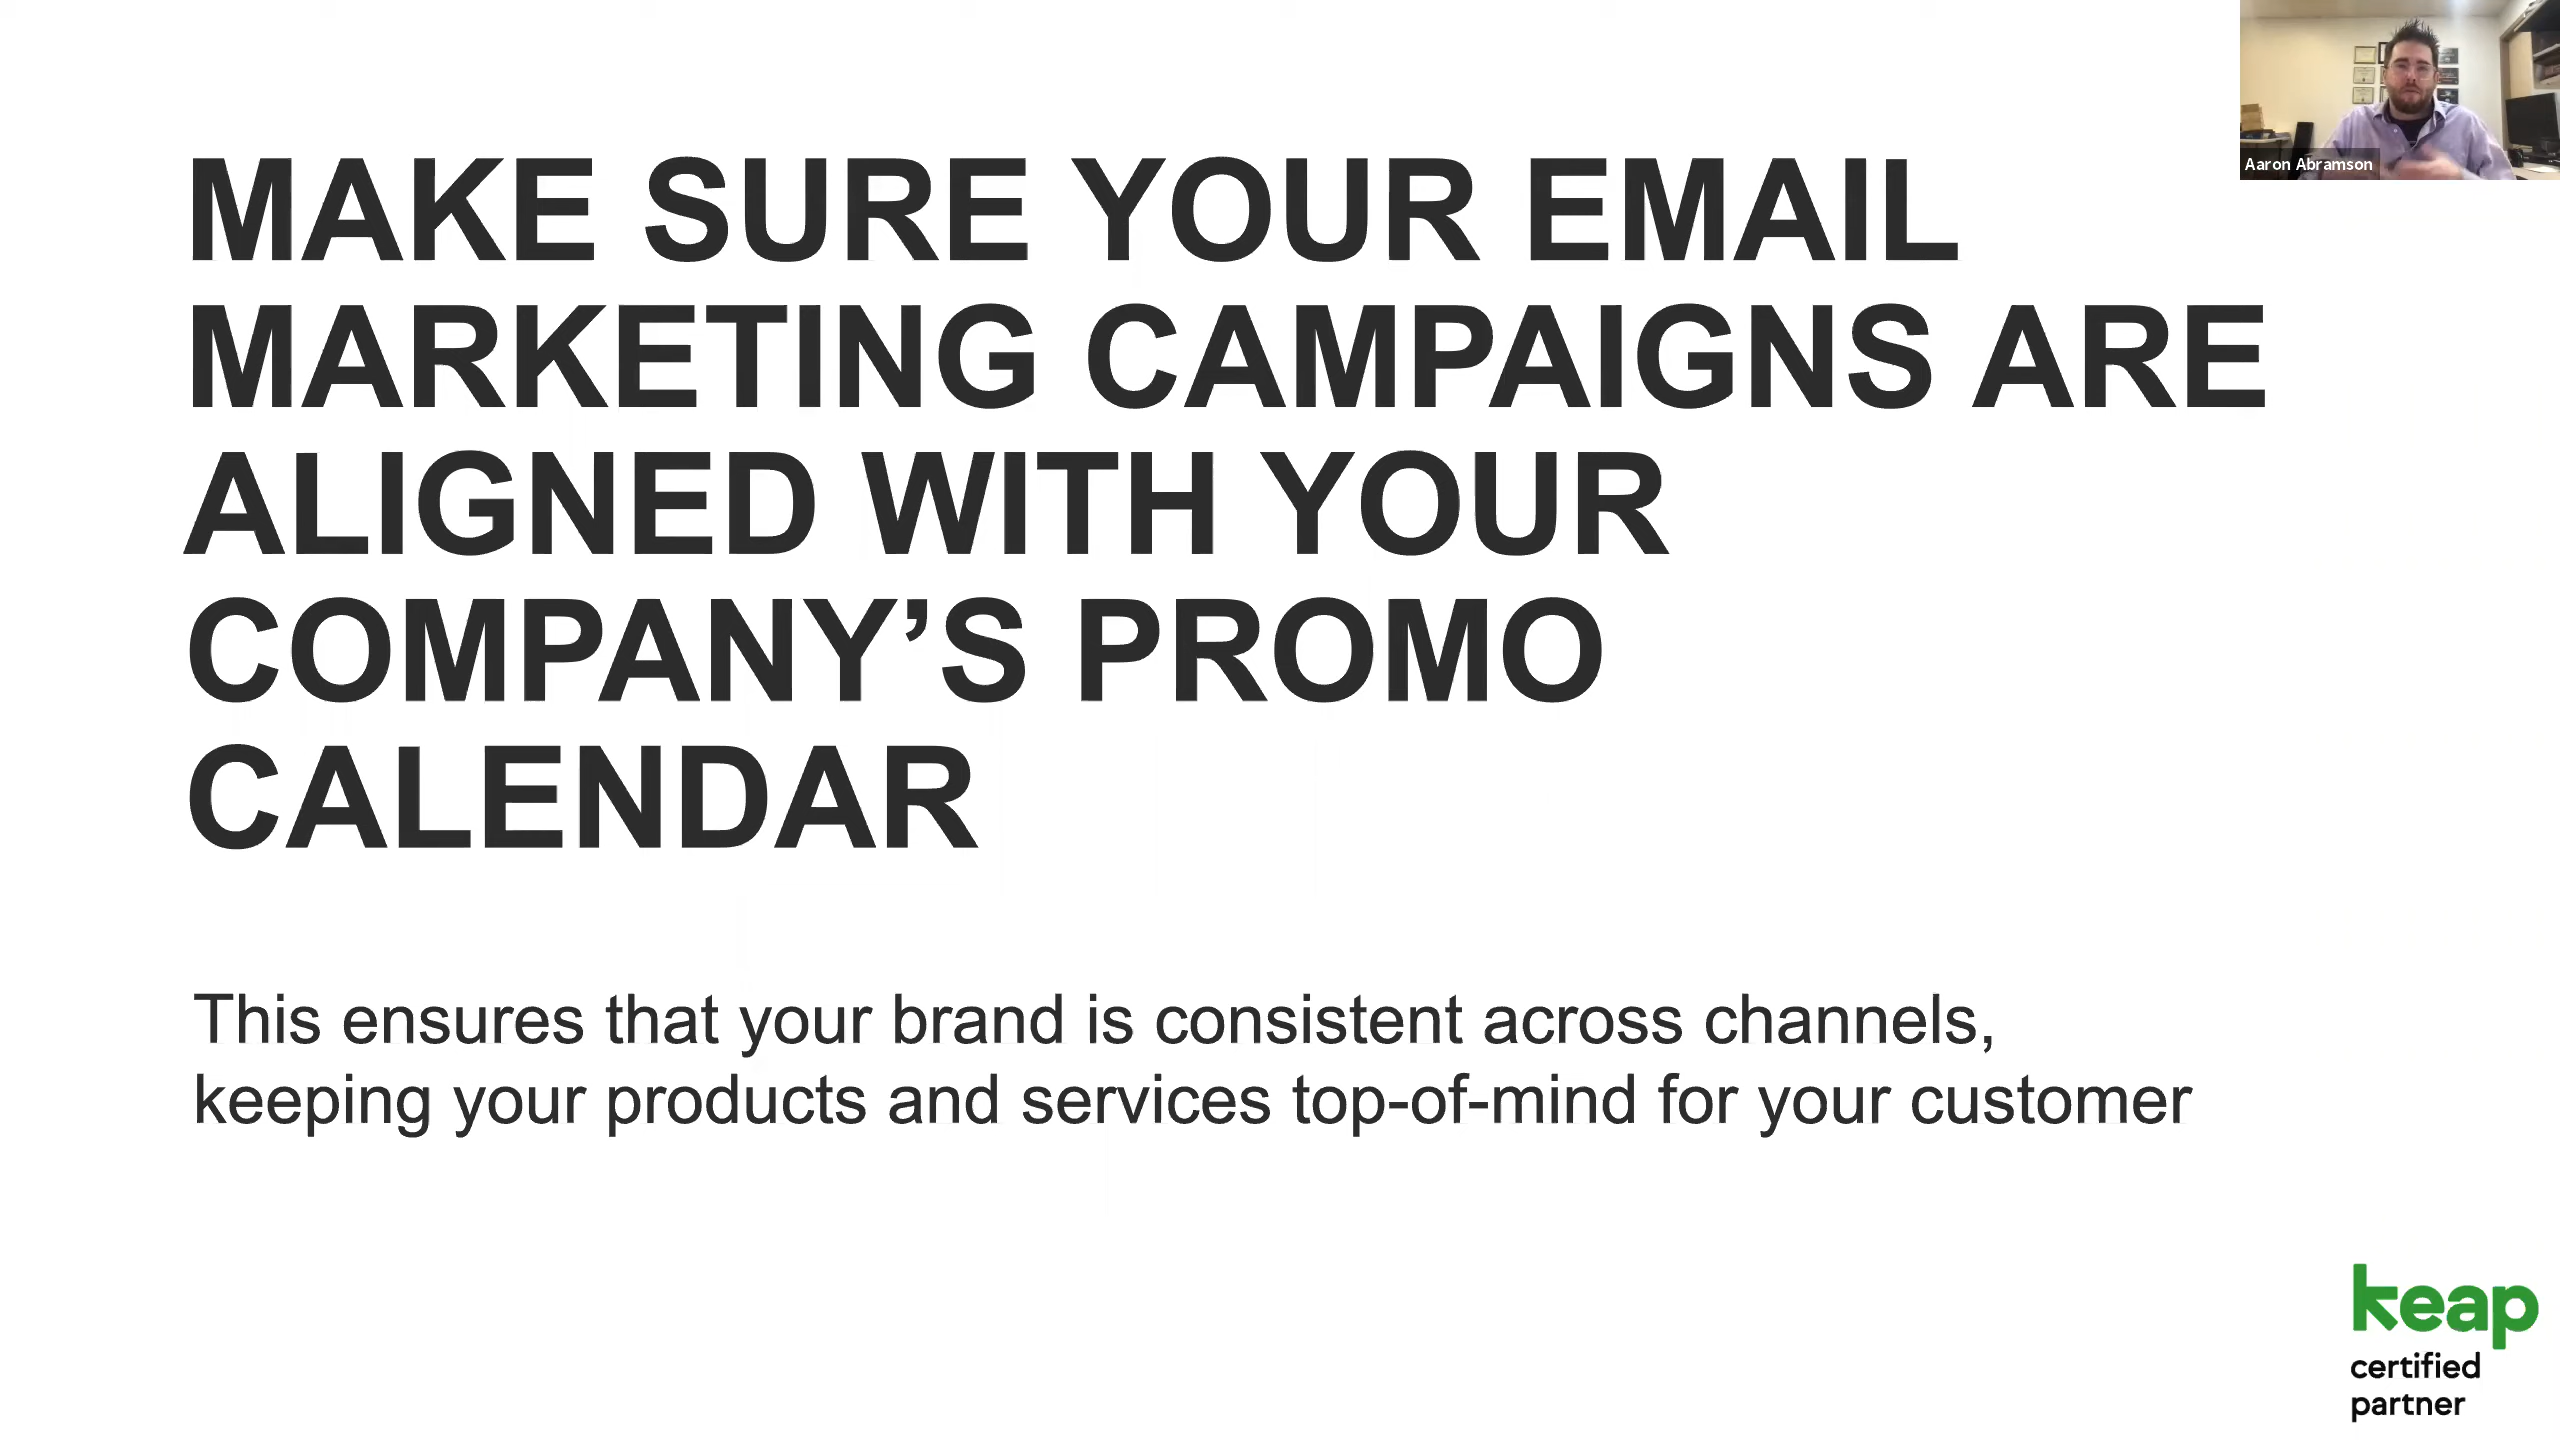 MAKE SURE YOUR EMAIL
MARKETING CAMPAIGNS ARE
ALIGNED WITH YOUR
COMPANY’S PROMO
CALENDAR
This ensures that your brand is consistent across channels,
keeping your products and services top-of-mind for your customer
Aaron Abramson
keap
certified
partner